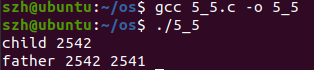 szh@ubuntu:~/os$ gcc 5_5.c -o 5_5
szh@ubuntu:~/os$ ./5_5
child 2542
father 2542 2541